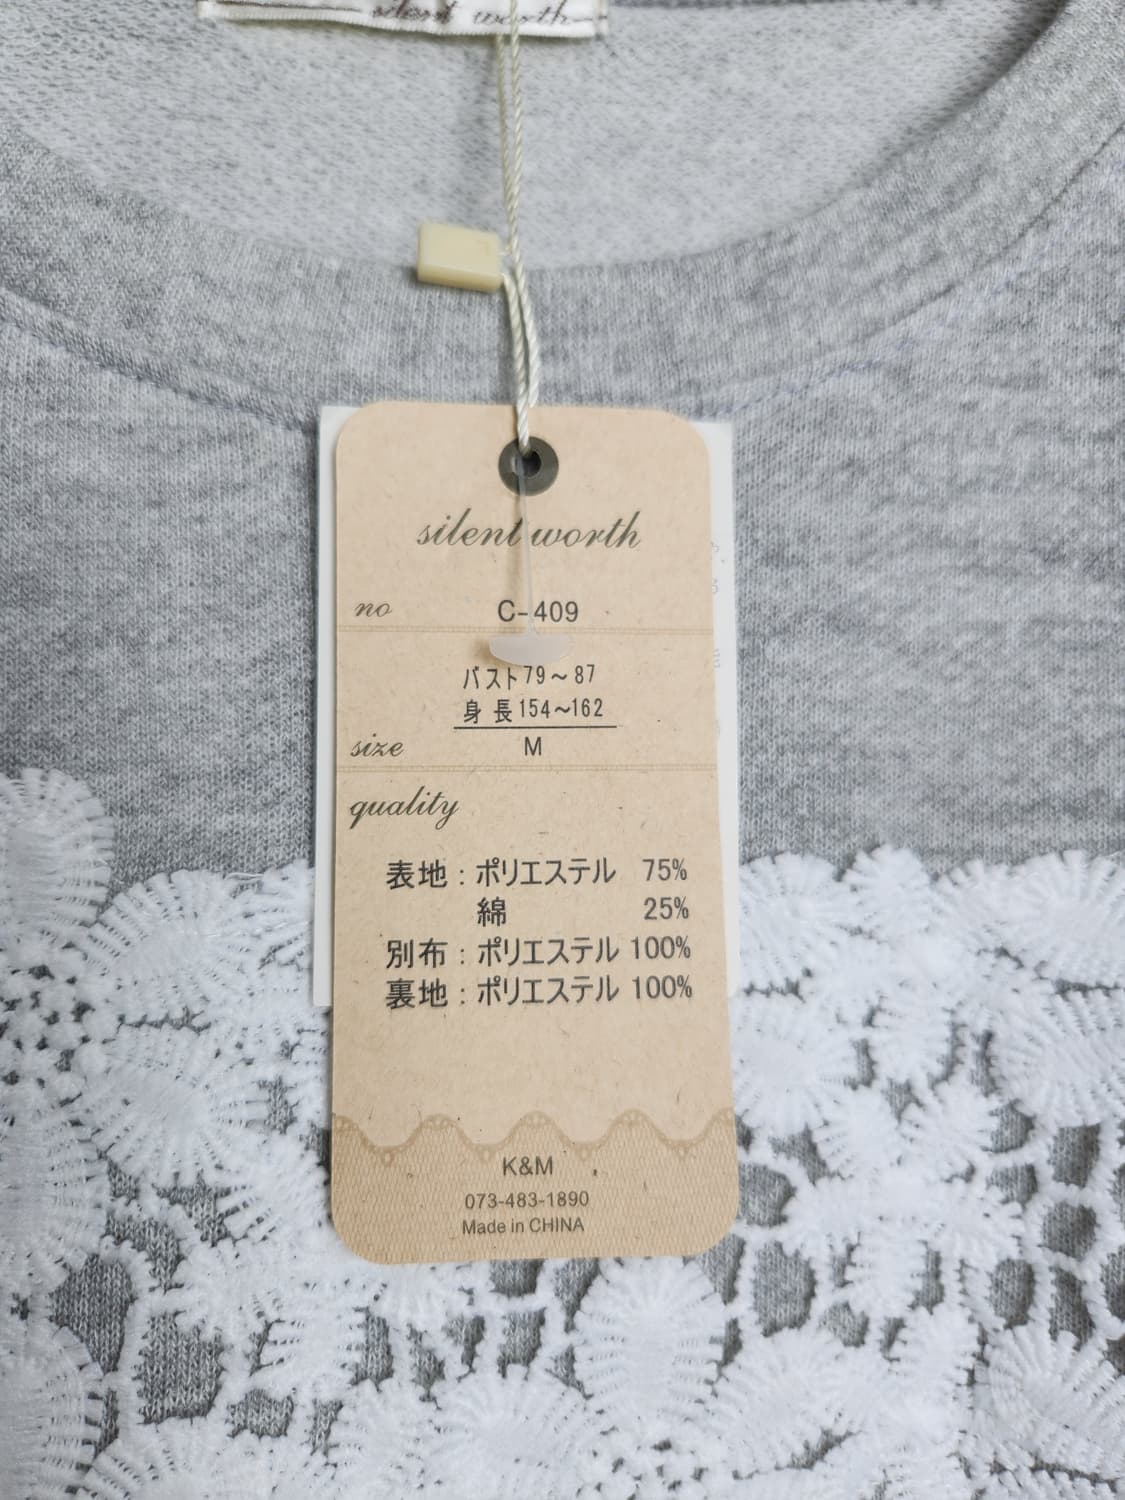 silent worth
silent worth
no C-409
バスト79～87
身長154～162
size M
quality
表地：ポリエステル 75%
綿 25%
別布：ポリエステル 100%
裏地：ポリエステル 100%
K&M
073-483-1890
Made in CHINA